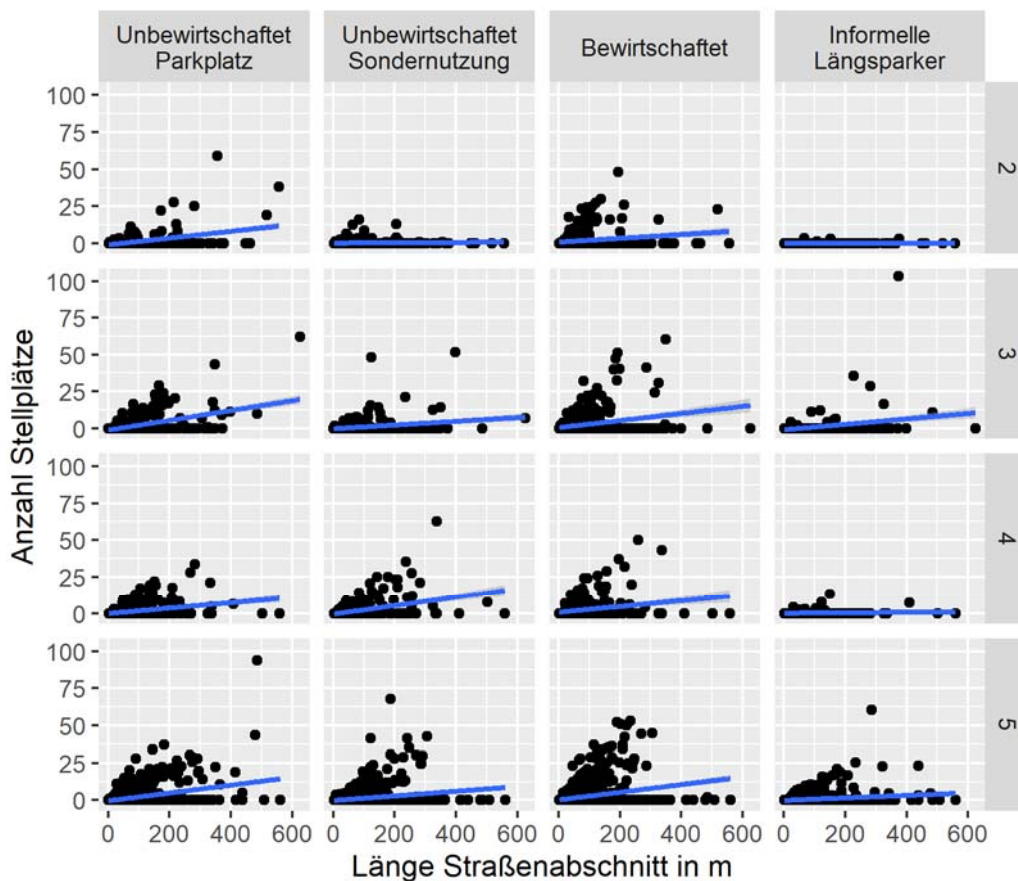 Unbewirtschaftet Parkplatz
Unbewirtschaftet Sondernutzung
Bewirtschaftet
Informelle Längsparker
100
75
50
25
0
2
100
75
50
25
0
3
100
75
50
25
0
4
100
75
50
25
0
5
Anzahl Stellplätze
0 200 400 600
0 200 400 600
0 200 400 600
0 200 400 600
Länge Straßenabschnitt in m